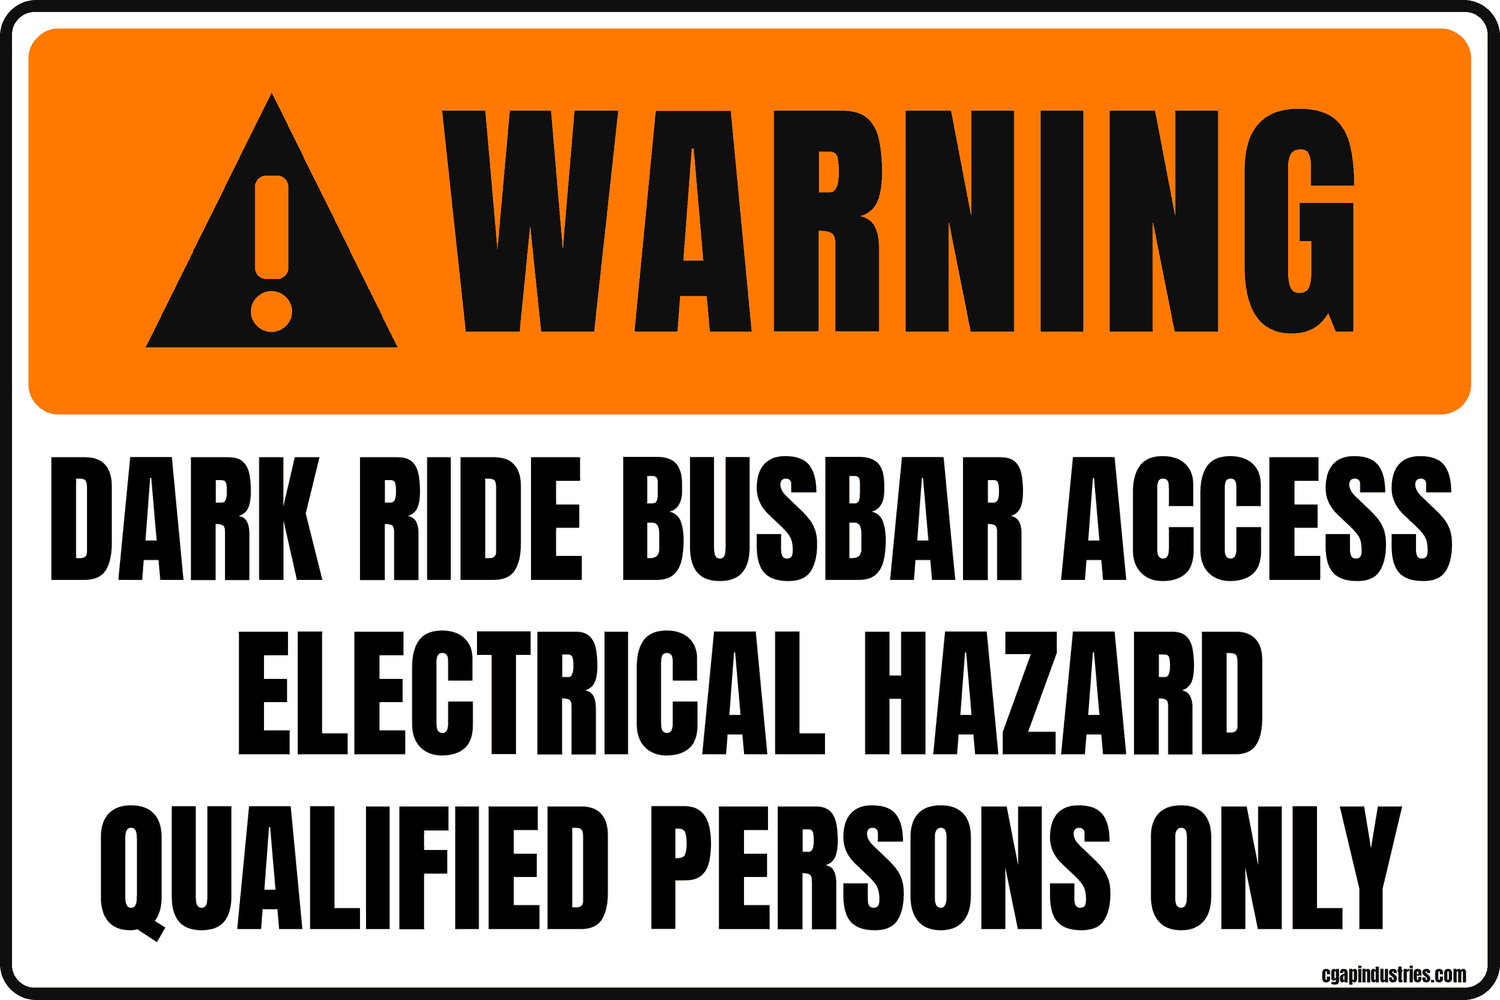 WARNING
DARK RIDE BUSBAR ACCESS
ELECTRICAL HAZARD
QUALIFIED PERSONS ONLY
cgapindustries.com